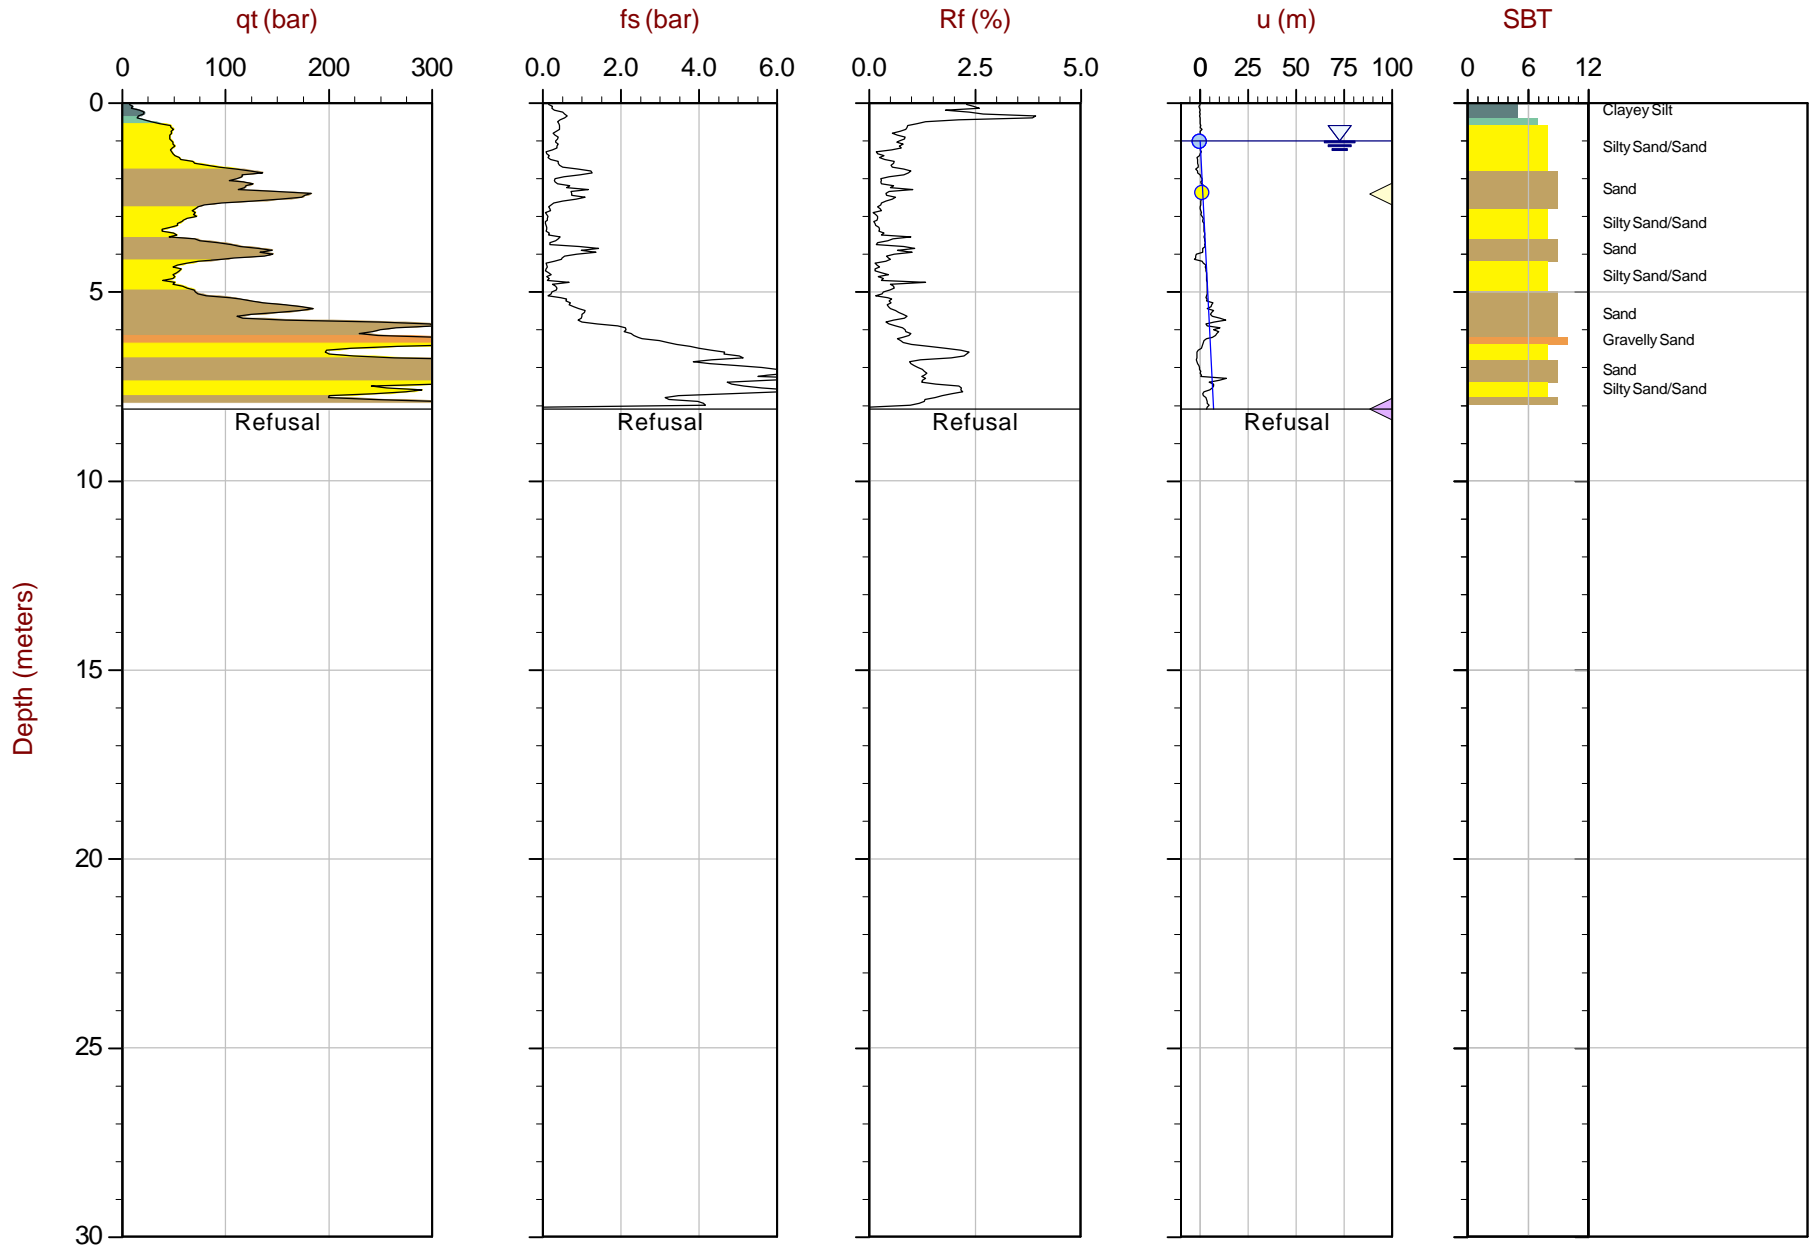 qt (bar) fs (bar) Rf (%) u (m) SBT
0 100 200 300 0.0 2.0 4.0 6.0 0.0 2.5 5.0 0 25 50 75 100 0 6 12
0
Clayey Silt
Silty Sand/Sand
Sand
Silty Sand/Sand
Sand
Silty Sand/Sand
5
Sand
Gravelly Sand
Sand
Silty Sand/Sand
Refusal Refusal Refusal Refusal
10
15
20
25
30
Depth (meters)